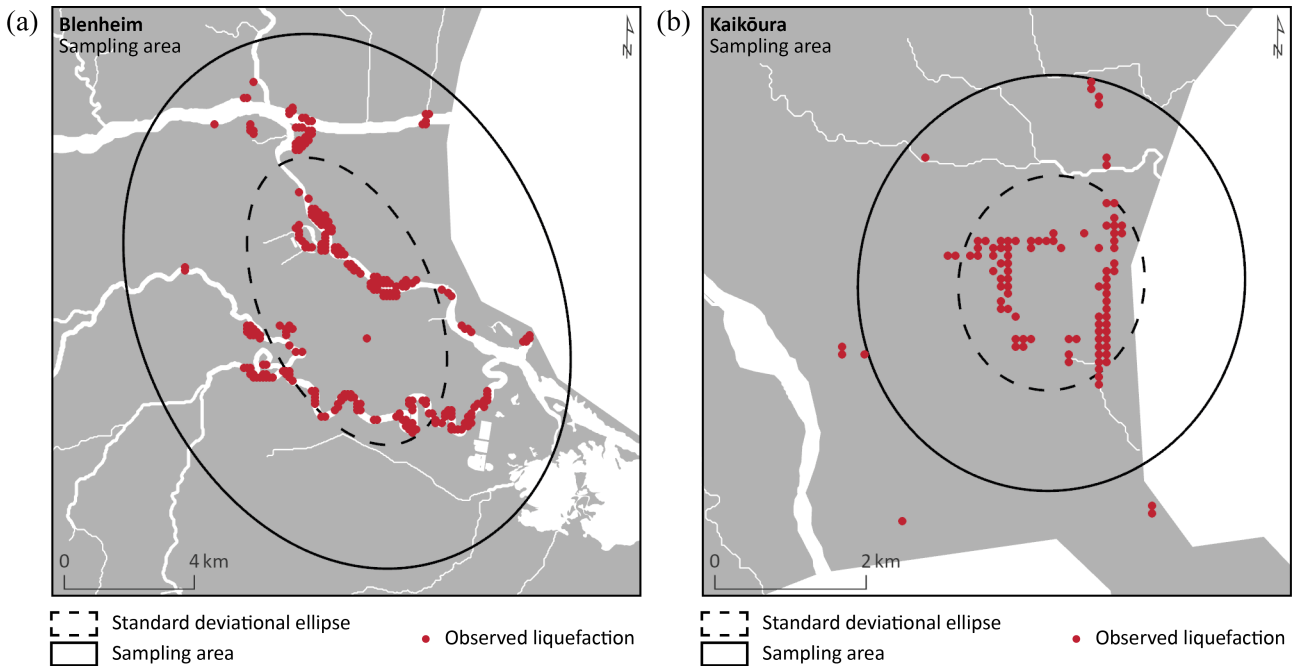 (a)
Blenheim
Sampling area
N
0 4 km
Standard deviational ellipse
Sampling area
Observed liquefaction
(b)
Kaikōura
Sampling area
N
0 2 km
Standard deviational ellipse
Sampling area
Observed liquefaction